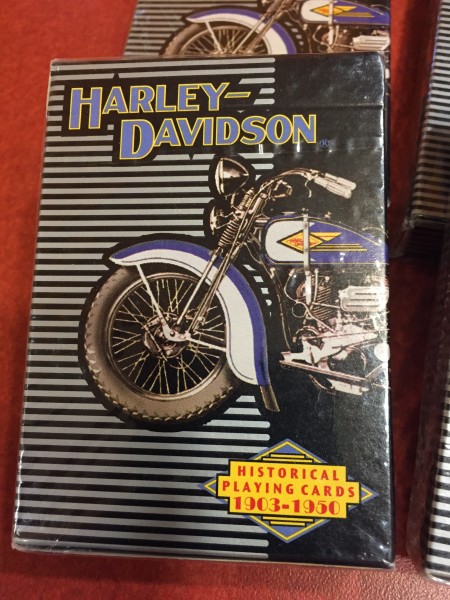 HARLEY-
DAVIDSON®
HISTORICAL
PLAYING CARDS
1903-1950